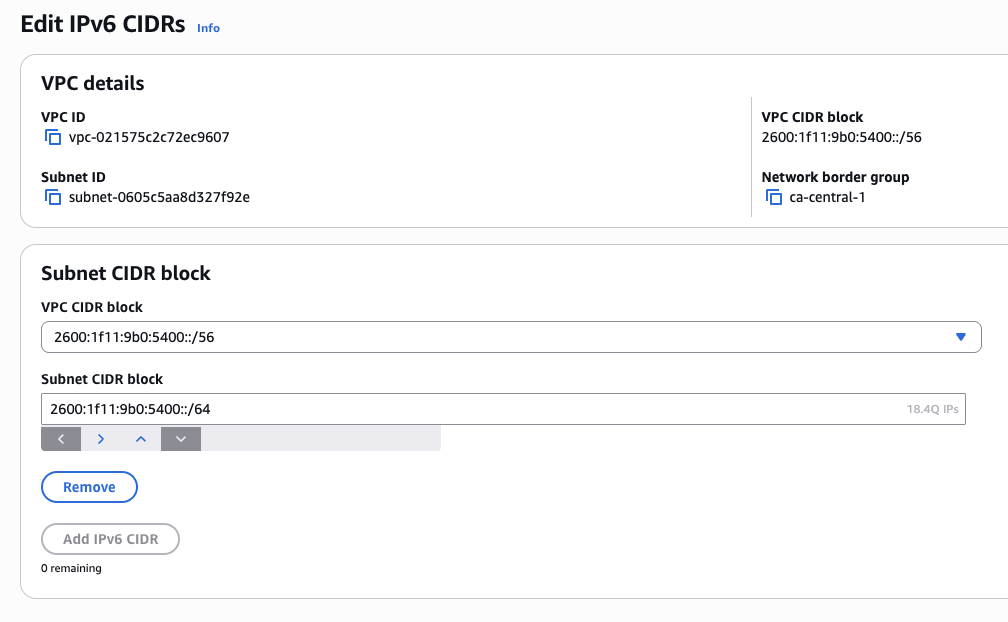 Edit IPv6 CIDRs Info
VPC details
VPC ID
vpc-021575c2c72ec9607
VPC CIDR block
2600:1f11:9b0:5400::/56
Subnet ID
subnet-0605c5aa8d327f92e
Network border group
ca-central-1
Subnet CIDR block
VPC CIDR block
2600:1f11:9b0:5400::/56
Subnet CIDR block
2600:1f11:9b0:5400::/64 18.4Q IPs
Remove
Add IPv6 CIDR
0 remaining